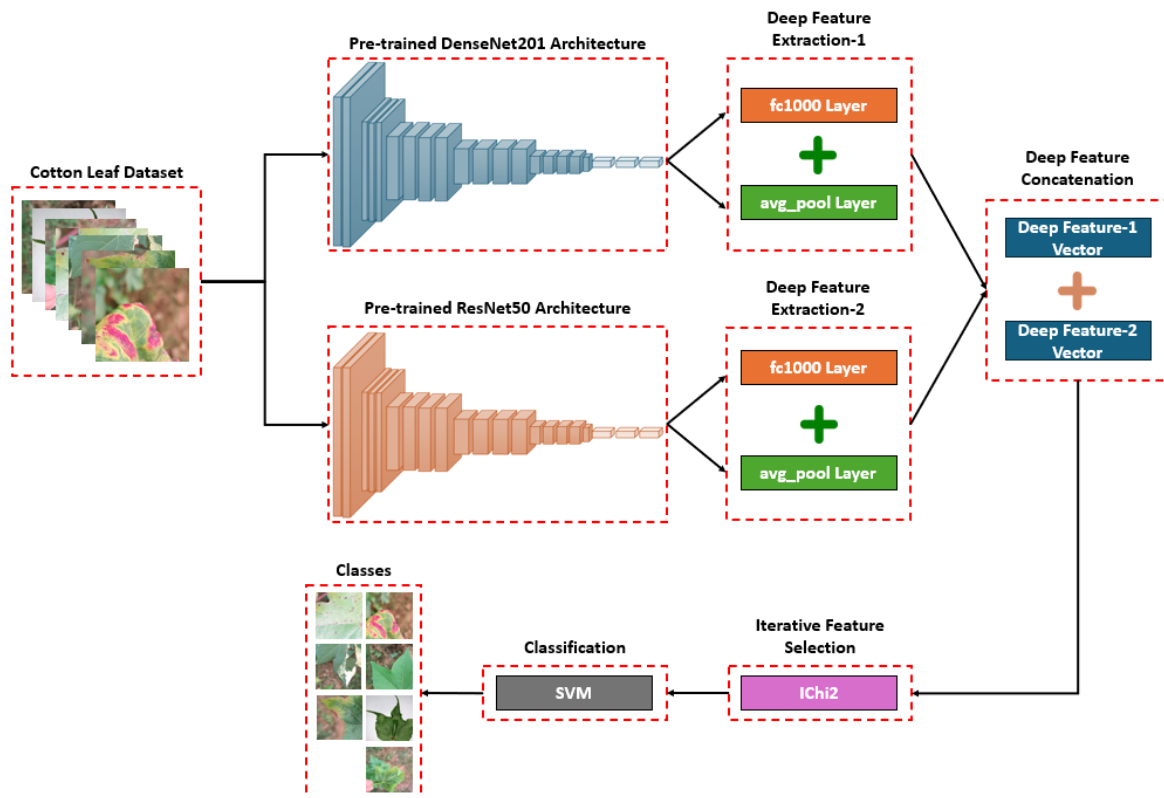 Pre-trained DenseNet201 Architecture
Deep Feature
Extraction-1
fc1000 Layer
avg_pool Layer
Cotton Leaf Dataset
Deep Feature
Concatenation
Deep Feature-1
Vector
Deep Feature-2
Vector
Pre-trained ResNet50 Architecture
Deep Feature
Extraction-2
fc1000 Layer
avg_pool Layer
Iterative Feature
Selection
IChi2
Classification
SVM
Classes